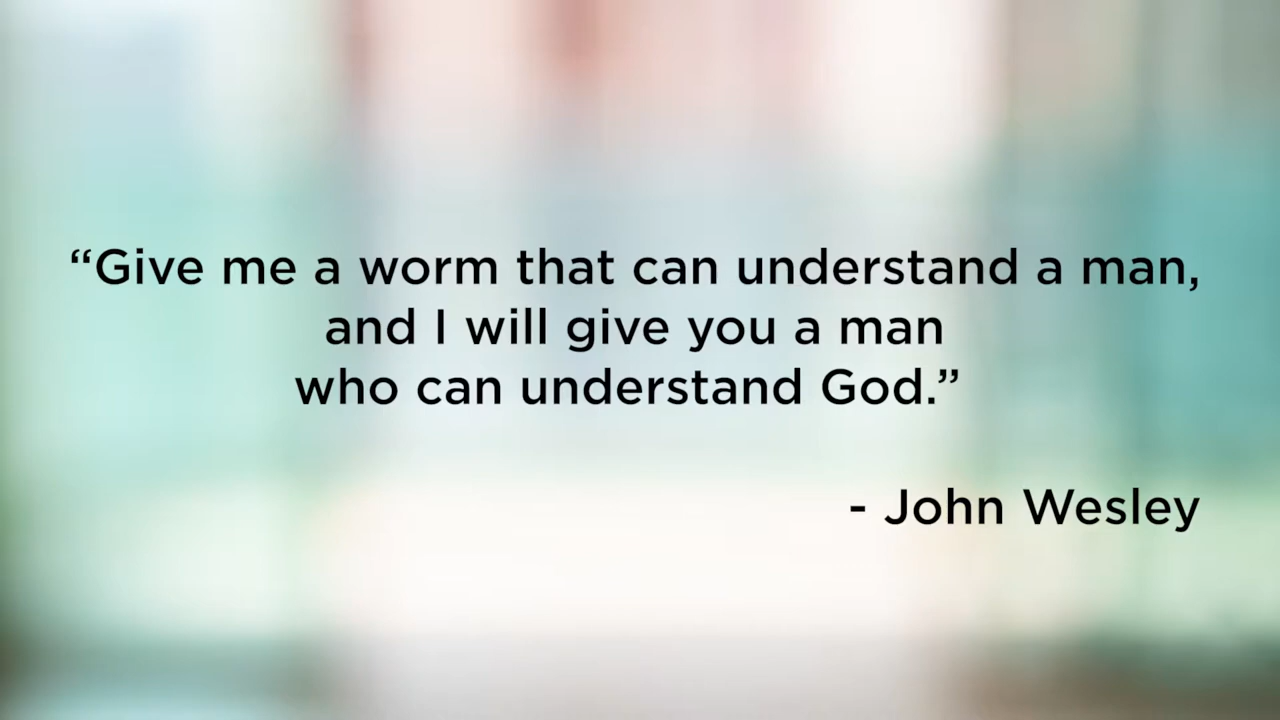 “Give me a worm that can understand a man,
and I will give you a man
who can understand God.”
- John Wesley